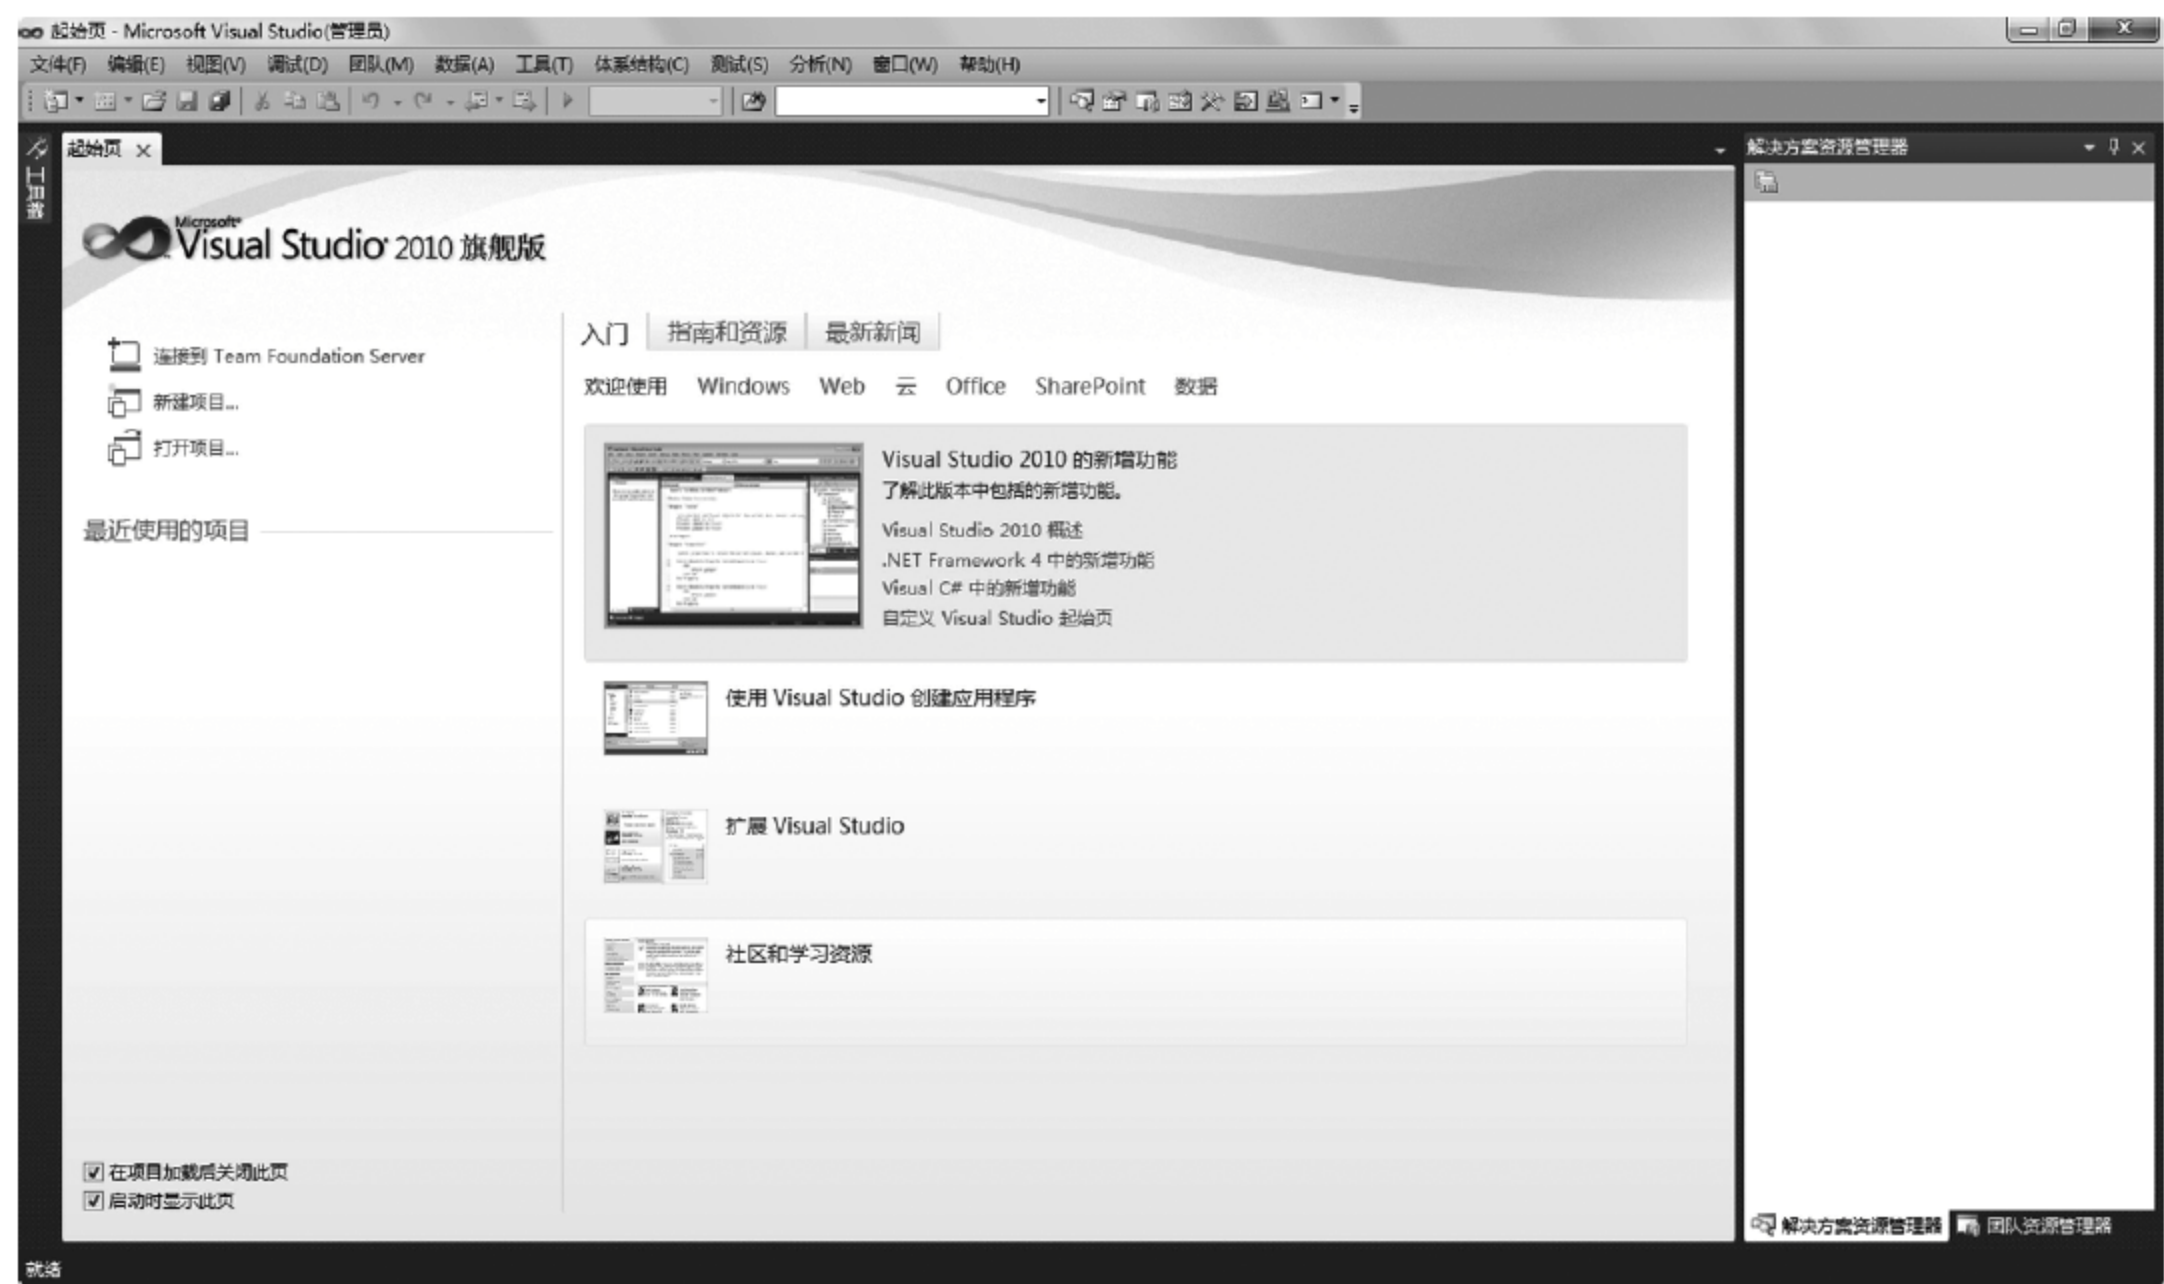 起始页 - Microsoft Visual Studio(管理员)
文件(F) 编辑(E) 视图(V) 调试(D) 团队(M) 数据(A) 工具(T) 体系结构(C) 测试(S) 分析(N) 窗口(W) 帮助(H)
工具箱
起始页
解决方案资源管理器
Microsoft
Visual Studio 2010 旗舰版
连接到 Team Foundation Server
新建项目...
打开项目...
最近使用的项目
在项目加载后关闭此页
启动时显示此页
入门 指南和资源 最新新闻
欢迎使用 Windows Web 云 Office SharePoint 数据
Visual Studio 2010 的新增功能
了解此版本中包括的新增功能。
Visual Studio 2010 概述
.NET Framework 4 中的新增功能
Visual C# 中的新增功能
自定义 Visual Studio 起始页
使用 Visual Studio 创建应用程序
扩展 Visual Studio
社区和学习资源
解决方案资源管理器 团队资源管理器
就绪